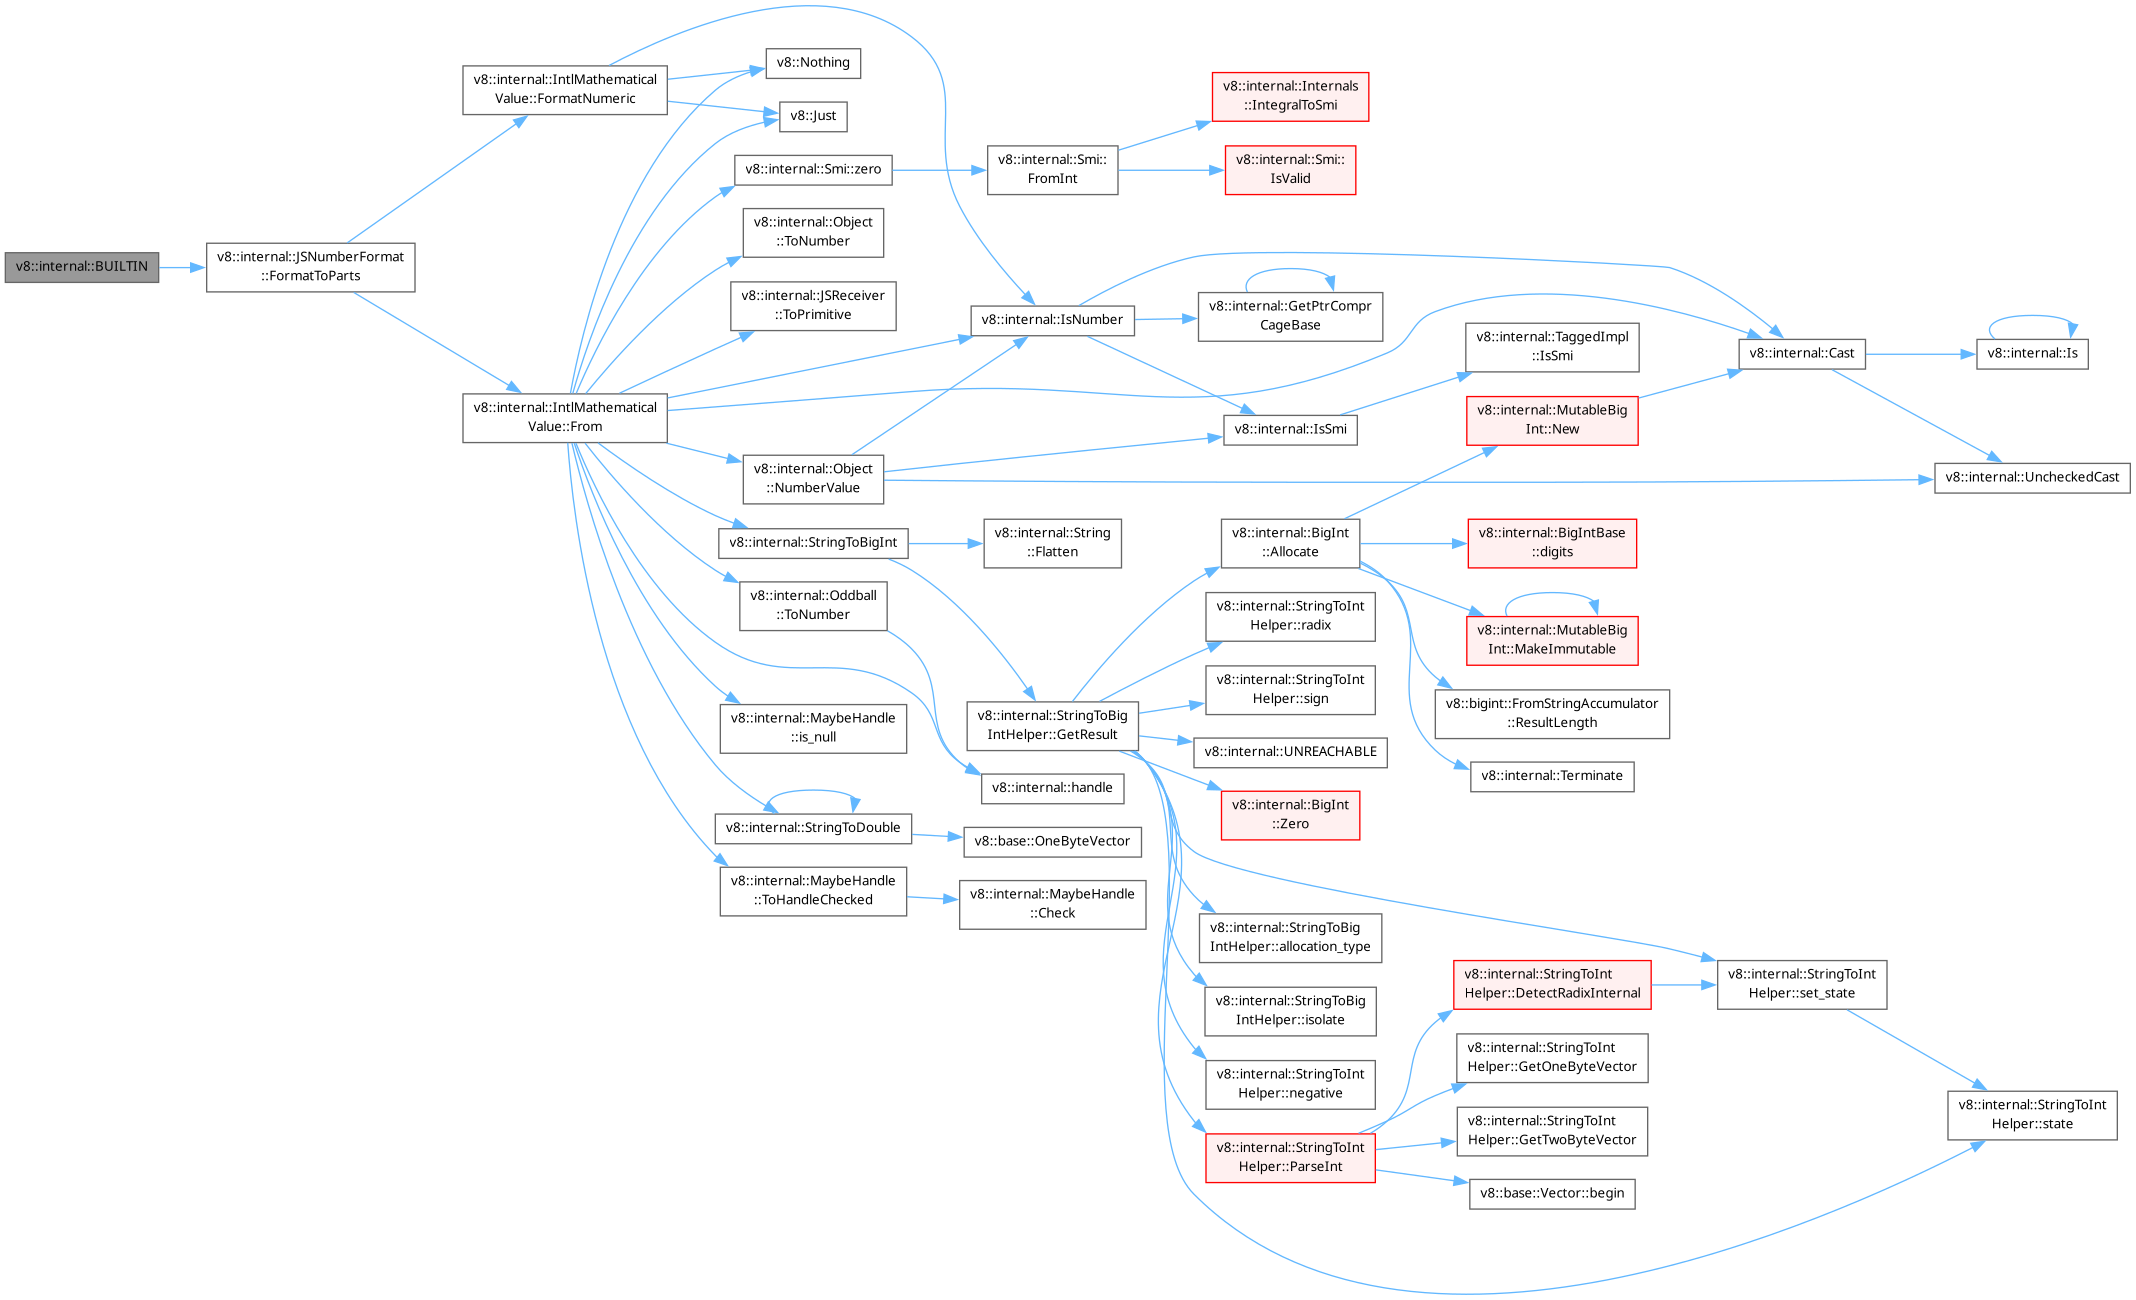 v8::internal::BUILTIN
v8::internal::JSNumberFormat
::FormatToParts
v8::internal::IntlMathematical
Value::FormatNumeric
v8::internal::IntlMathematical
Value::From
v8::Nothing
v8::Just
v8::internal::Smi::zero
v8::internal::Object
::ToNumber
v8::internal::JSReceiver
::ToPrimitive
v8::internal::Object
::NumberValue
v8::internal::StringToBigInt
v8::internal::Oddball
::ToNumber
v8::internal::MaybeHandle
::is_null
v8::internal::StringToDouble
v8::internal::MaybeHandle
::ToHandleChecked
v8::internal::Smi::
FromInt
v8::internal::IsNumber
v8::internal::String
::Flatten
v8::internal::StringToBig
IntHelper::GetResult
v8::internal::handle
v8::base::OneByteVector
v8::internal::MaybeHandle
::Check
v8::internal::Internals
::IntegralToSmi
v8::internal::Smi::
IsValid
v8::internal::GetPtrCompr
CageBase
v8::internal::IsSmi
v8::internal::BigInt
::Allocate
v8::internal::StringToInt
Helper::radix
v8::internal::StringToInt
Helper::sign
v8::internal::UNREACHABLE
v8::internal::BigInt
::Zero
v8::internal::StringToBig
IntHelper::allocation_type
v8::internal::StringToBig
IntHelper::isolate
v8::internal::StringToInt
Helper::negative
v8::internal::StringToInt
Helper::ParseInt
v8::internal::TaggedImpl
::IsSmi
v8::internal::MutableBig
Int::New
v8::internal::BigIntBase
::digits
v8::internal::MutableBig
Int::MakeImmutable
v8::bigint::FromStringAccumulator
::ResultLength
v8::internal::Terminate
v8::internal::StringToInt
Helper::DetectRadixInternal
v8::internal::StringToInt
Helper::GetOneByteVector
v8::internal::StringToInt
Helper::GetTwoByteVector
v8::base::Vector::begin
v8::internal::Cast
v8::internal::StringToInt
Helper::set_state
v8::internal::Is
v8::internal::UncheckedCast
v8::internal::StringToInt
Helper::state